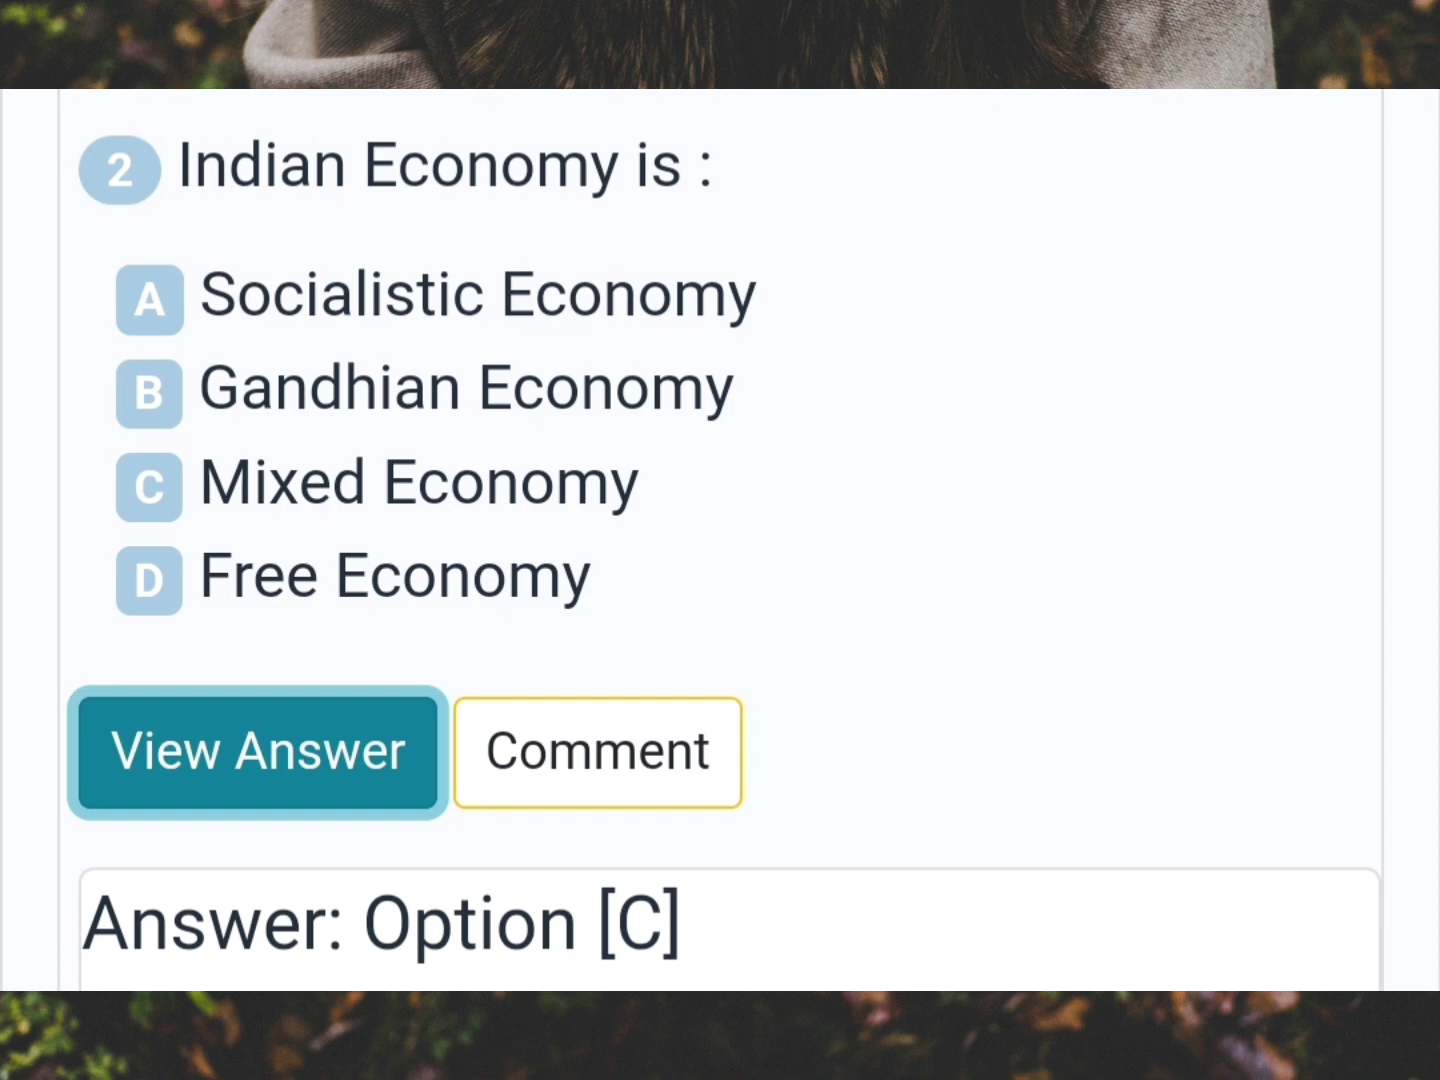 2 Indian Economy is :
A Socialistic Economy
B Gandhian Economy
C Mixed Economy
D Free Economy
View Answer Comment
Answer: Option [C]